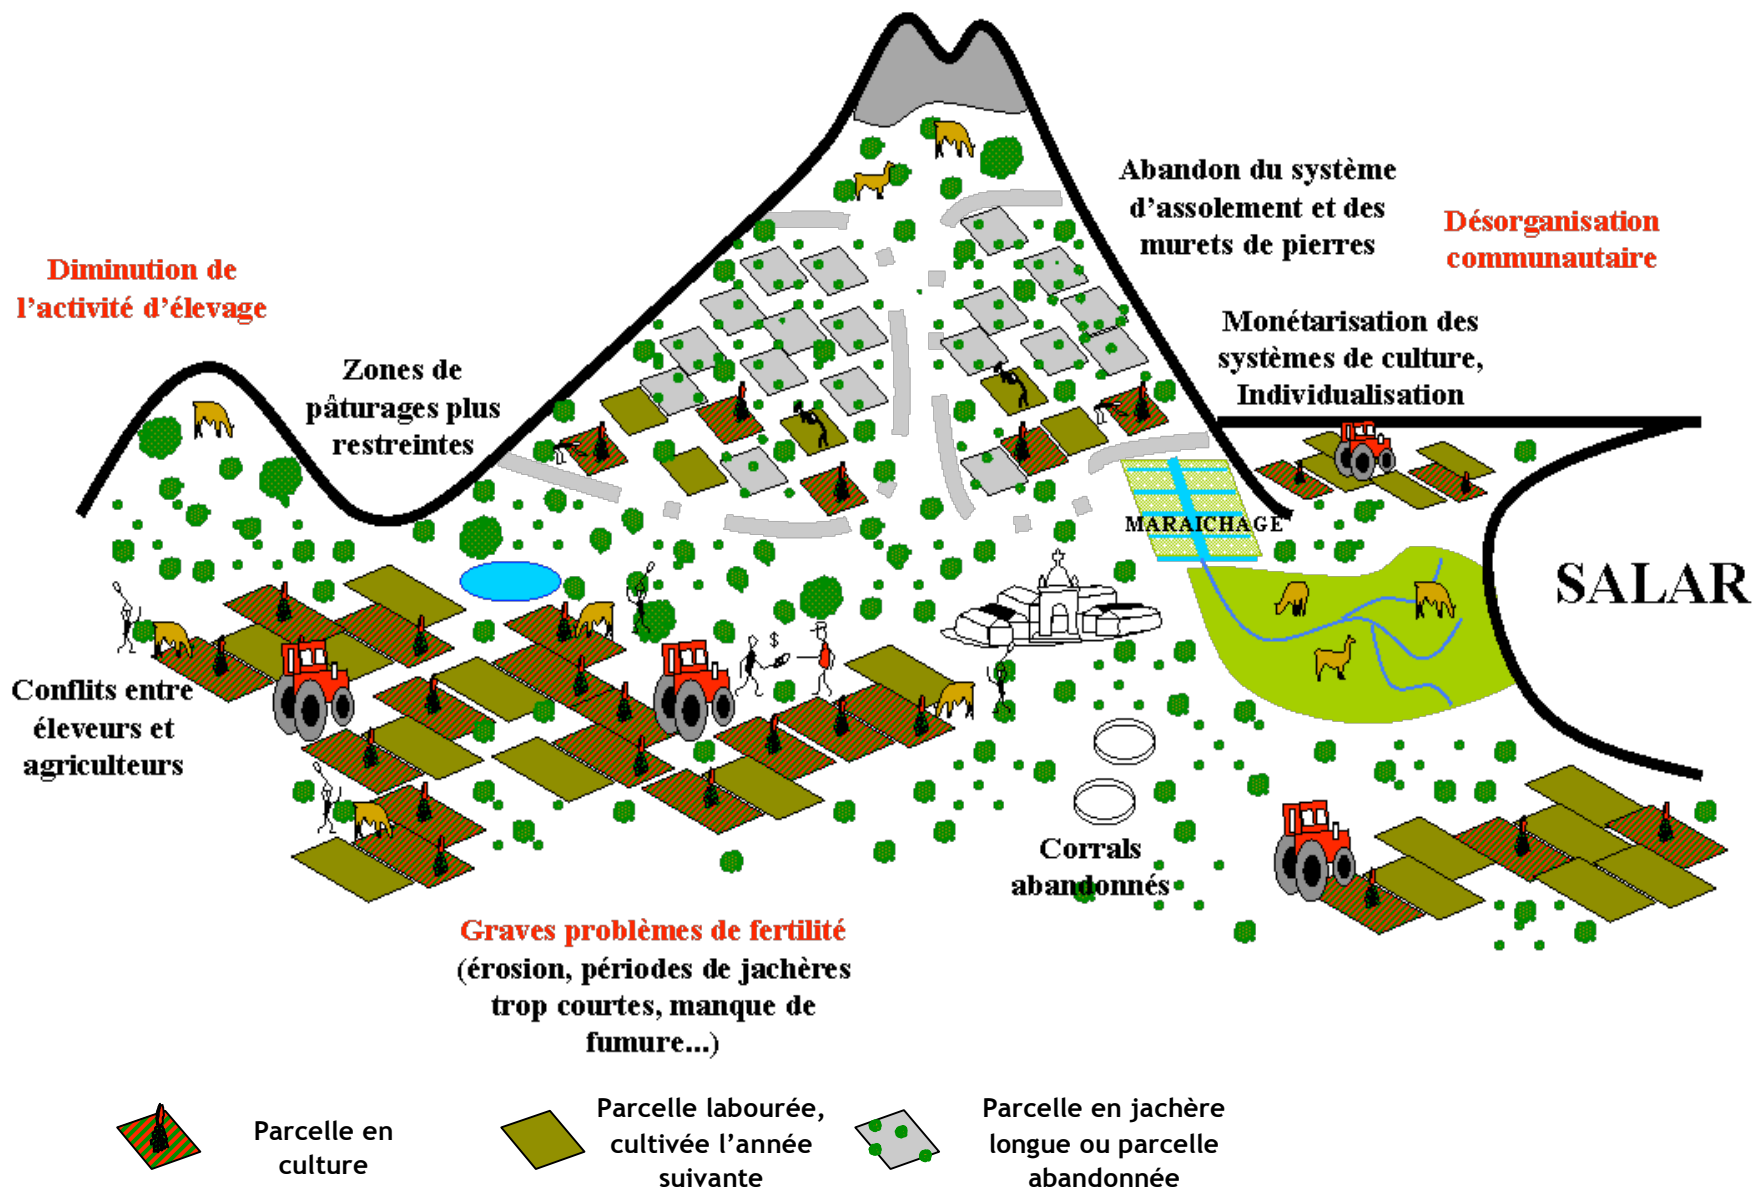 Abandon du système
d'assolement et des
murets de pierres
Désorganisation
communautaire
Diminution de
l'activité d'élevage
Monétarisation des
systèmes de culture,
Individualisation
Zones de
pâturages plus
restreintes
MARAICHAGE
SALAR
$
Conflits entre
éleveurs et
agriculteurs
Corrals
abandonnés
Graves problèmes de fertilité
(érosion, périodes de jachères
trop courtes, manque de
fumure...)
Parcelle en
culture
Parcelle labourée,
cultivée l'année
suivante
Parcelle en jachère
longue ou parcelle
abandonnée